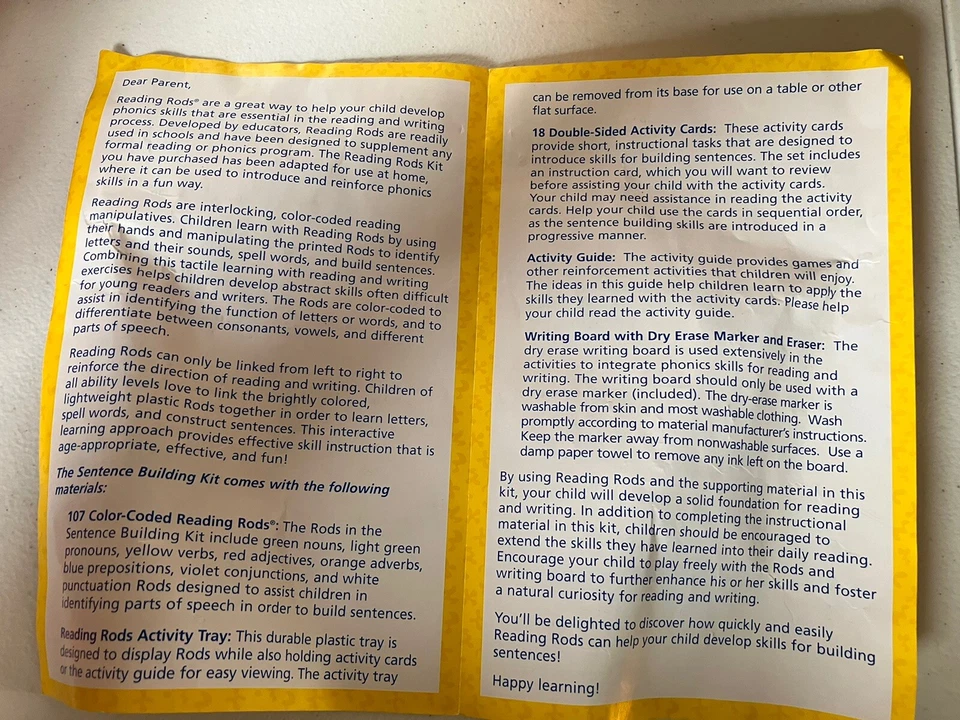 Dear Parent,
Reading Rods® are a great way to help your child develop
phonics skills that are essential in the reading and writing
process. Developed by educators, Reading Rods are readily
used in schools and have been designed to supplement any
formal reading or phonics program. The Reading Rods Kit
you have purchased has been adapted for use at home,
where it can be used to introduce and reinforce phonics
skills in a fun way.
Reading Rods are interlocking, color-coded reading
manipulatives. Children learn with Reading Rods by using
their hands and manipulating the printed Rods to identify
letters and their sounds, spell words, and build sentences.
Combining this tactile learning with reading and writing
exercises helps children develop abstract skills often difficult
for young readers and writers. The Rods are color-coded to
assist in identifying the function of letters or words, and to
differentiate between consonants, vowels, and different
parts of speech.
Reading Rods can only be linked from left to right to
reinforce the direction of reading and writing. Children of
all ability levels love to link the brightly colored,
lightweight plastic Rods together in order to learn letters,
spell words, and construct sentences. This interactive
learning approach provides effective skill instruction that is
age-appropriate, effective, and fun!
The Sentence Building Kit comes with the following
materials:
107 Color-Coded Reading Rods®: The Rods in the
Sentence Building Kit include green nouns, light green
pronouns, yellow verbs, red adjectives, orange adverbs,
blue prepositions, violet conjunctions, and white
punctuation Rods designed to assist children in
identifying parts of speech in order to build sentences.
Reading Rods Activity Tray: This durable plastic tray is
designed to display Rods while also holding activity cards
or the activity guide for easy viewing. The activity tray
can be removed from its base for use on a table or other
flat surface.
18 Double-Sided Activity Cards: These activity cards
provide short, instructional tasks that are designed to
introduce skills for building sentences. The set includes
an instruction card, which you will want to review
before assisting your child with the activity cards.
Your child may need assistance in reading the activity
cards. Help your child use the cards in sequential order,
as the sentence building skills are introduced in a
progressive manner.
Activity Guide: The activity guide provides games and
other reinforcement activities that children will enjoy.
The ideas in this guide help children learn to apply the
skills they learned with the activity cards. Please help
your child read the activity guide.
Writing Board with Dry Erase Marker and Eraser: The
dry erase writing board is used extensively in the
activities to integrate phonics skills for reading and
writing. The writing board should only be used with a
dry erase marker (included). The dry-erase marker is
washable from skin and most washable clothing. Wash
promptly according to material manufacturer's instructions.
Keep the marker away from nonwashable surfaces. Use a
damp paper towel to remove any ink left on the board.
By using Reading Rods and the supporting material in this
kit, your child will develop a solid foundation for reading
and writing. In addition to completing the instructional
material in this kit, children should be encouraged to
extend the skills they have learned into their daily reading.
Encourage your child to play freely with the Rods and
writing board to further enhance his or her skills and foster
a natural curiosity for reading and writing.
You'll be delighted to discover how quickly and easily
Reading Rods can help your child develop skills for building
sentences!
Happy learning!